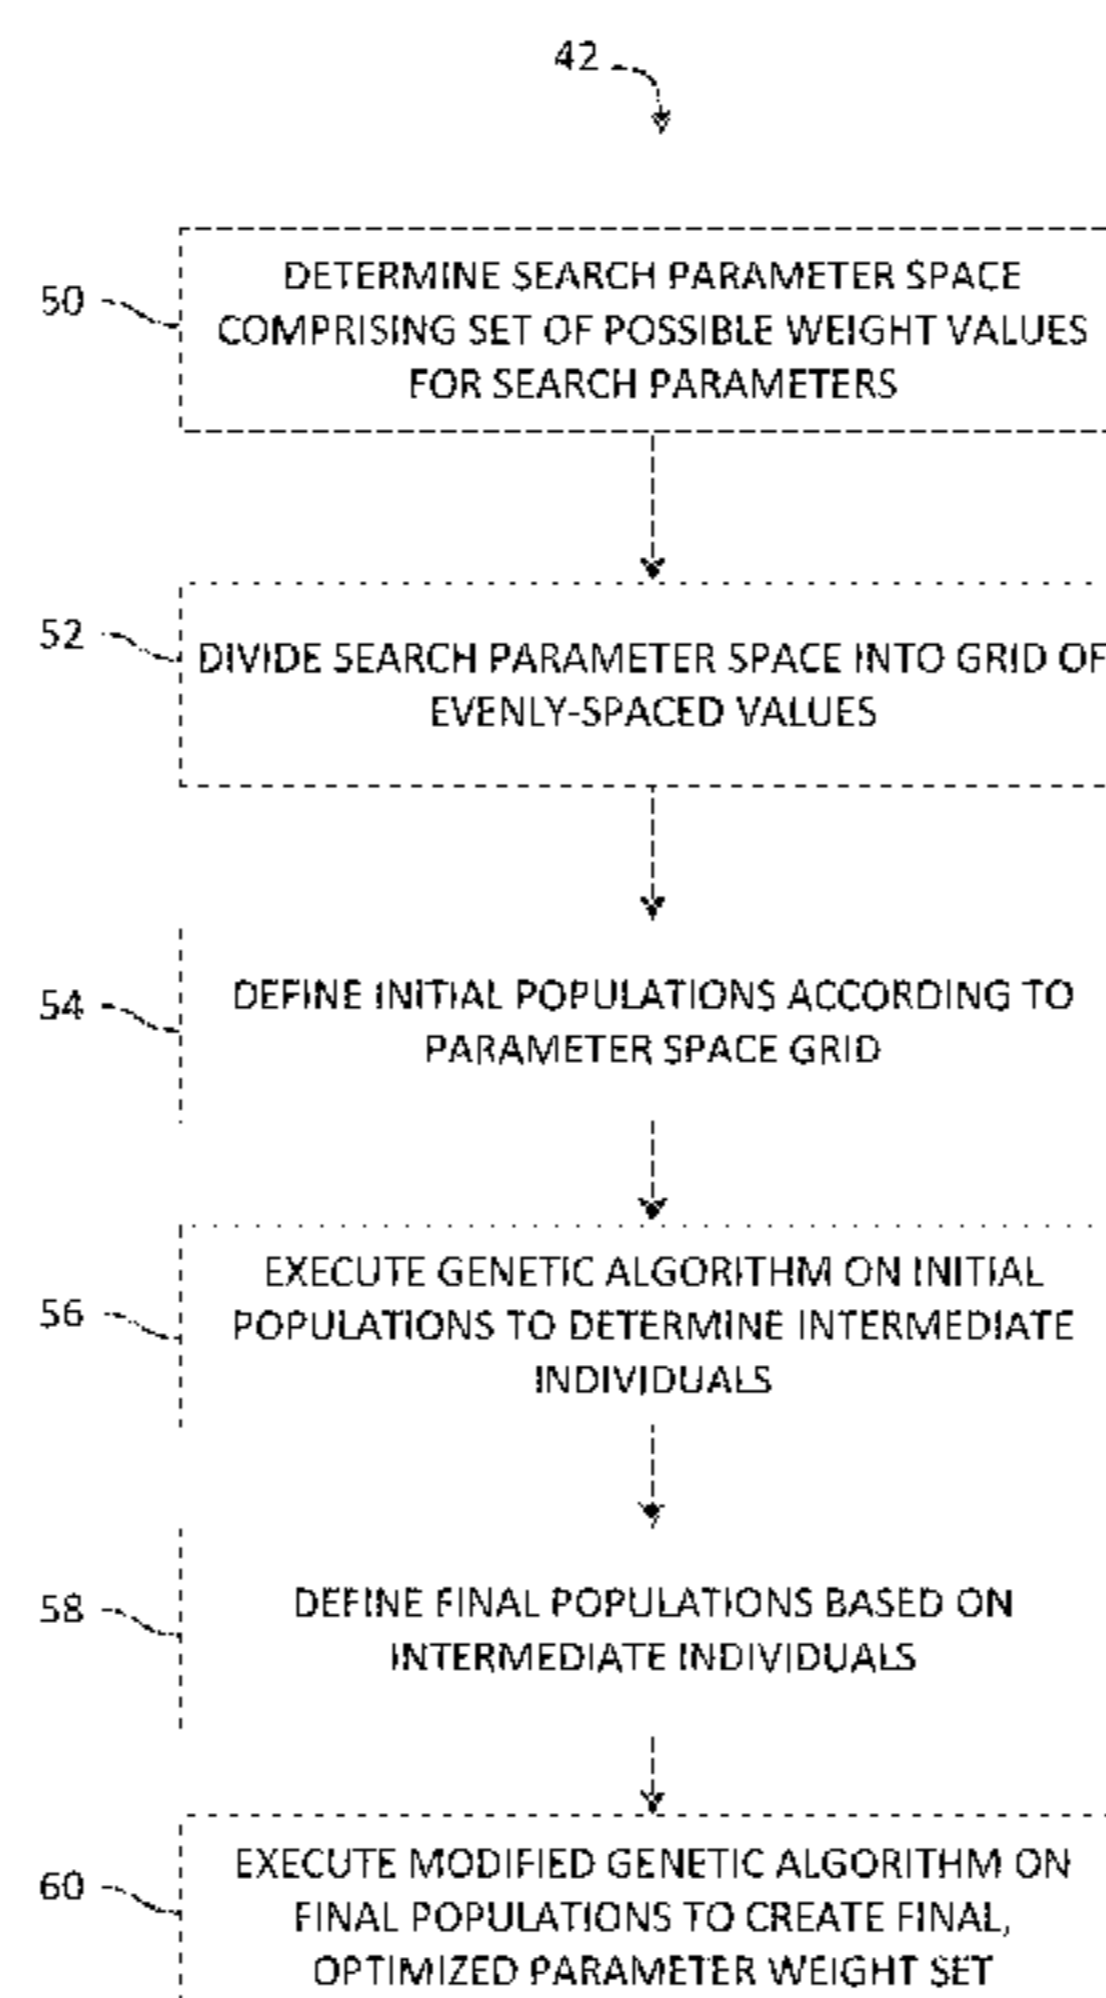 42
50
DETERMINE SEARCH PARAMETER SPACE
COMPRISING SET OF POSSIBLE WEIGHT VALUES
FOR SEARCH PARAMETERS
52
DIVIDE SEARCH PARAMETER SPACE INTO GRID OF
EVENLY-SPACED VALUES
54
DEFINE INITIAL POPULATIONS ACCORDING TO
PARAMETER SPACE GRID
56
EXECUTE GENETIC ALGORITHM ON INITIAL
POPULATIONS TO DETERMINE INTERMEDIATE
INDIVIDUALS
58
DEFINE FINAL POPULATIONS BASED ON
INTERMEDIATE INDIVIDUALS
60
EXECUTE MODIFIED GENETIC ALGORITHM ON
FINAL POPULATIONS TO CREATE FINAL,
OPTIMIZED PARAMETER WEIGHT SET